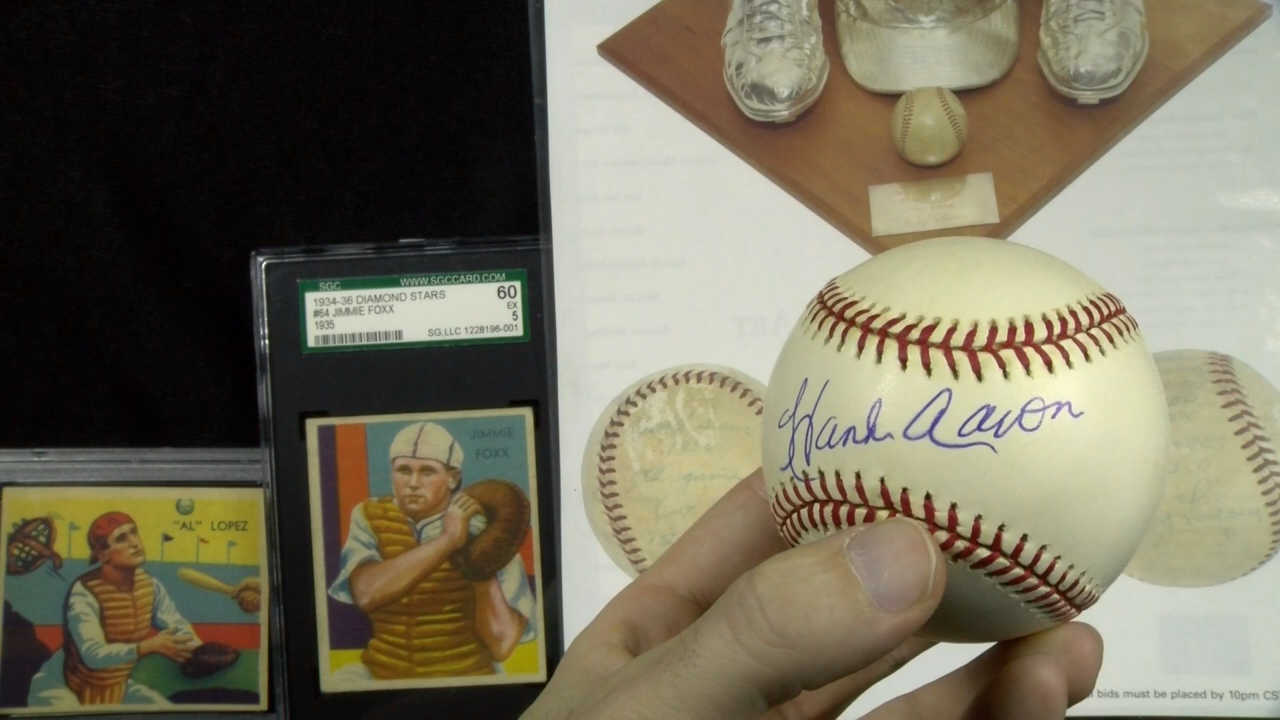 SGC WWW.SGCCARD.COM
1934-36 DIAMOND STARS 60
#64 JIMMIE FOXX EX
1935 5
SG,LLC 1228196-001
JIMMIE
FOXX
"AL" LOPEZ
Hank Aaron
bids must be placed by 10pm CS